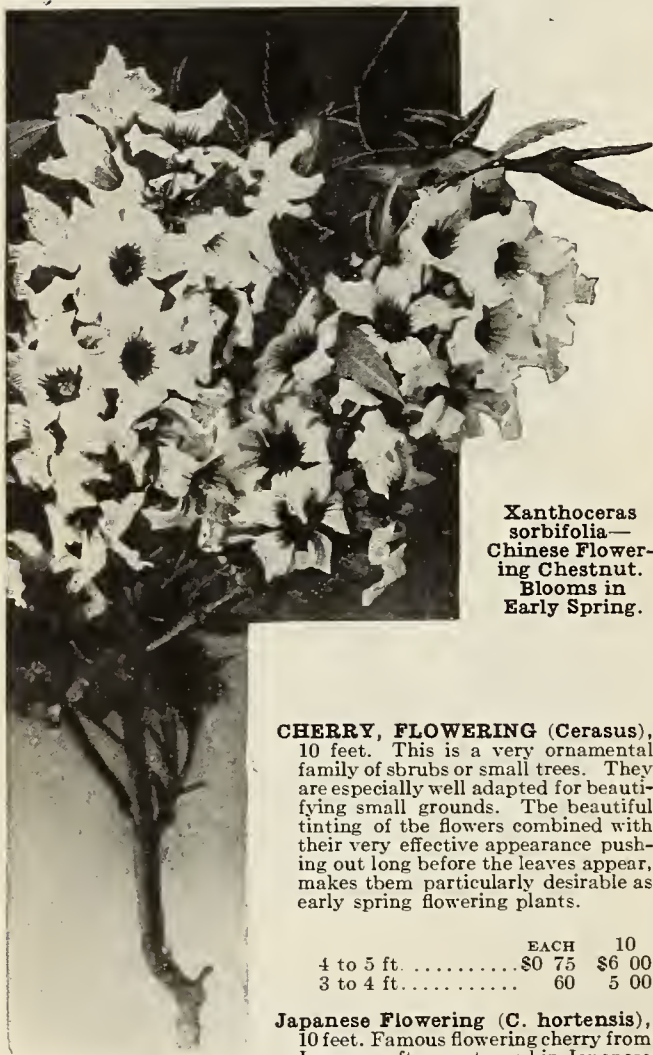 Xanthoceras
sorbifolia—
Chinese Flower-
ing Chestnut.
Blooms in
Early Spring.
CHERRY, FLOWERING (Cerasus),
10 feet. This is a very ornamental
family of sbrubs or small trees. They
are especially well adapted for beauti-
fying small grounds. Tbe beautiful
tinting of tbe flowers combined with
their very effective appearance push-
ing out long before the leaves appear,
makes tbem particularly desirable as
early spring flowering plants.
EACH 10
4 to 5 ft. ...........$0 75 $6 00
3 to 4 ft............ 60 5 00
Japanese Flowering (C. hortensis),
10 feet. Famous flowering cherry from